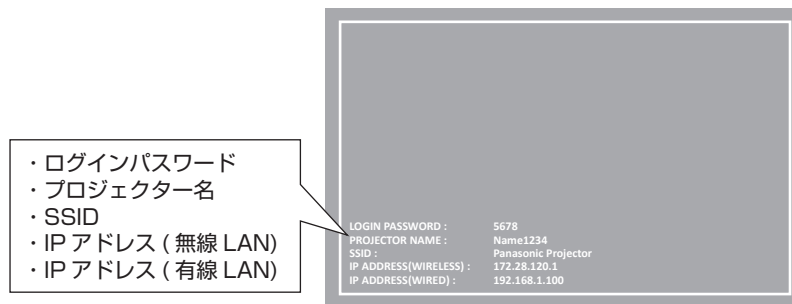 ・ログインパスワード
・プロジェクター名
・SSID
・IP アドレス ( 無線 LAN)
・IP アドレス ( 有線 LAN)
LOGIN PASSWORD : 5678
PROJECTOR NAME : Name1234
SSID : Panasonic Projector
IP ADDRESS(WIRELESS) : 172.28.120.1
IP ADDRESS(WIRED) : 192.168.1.100